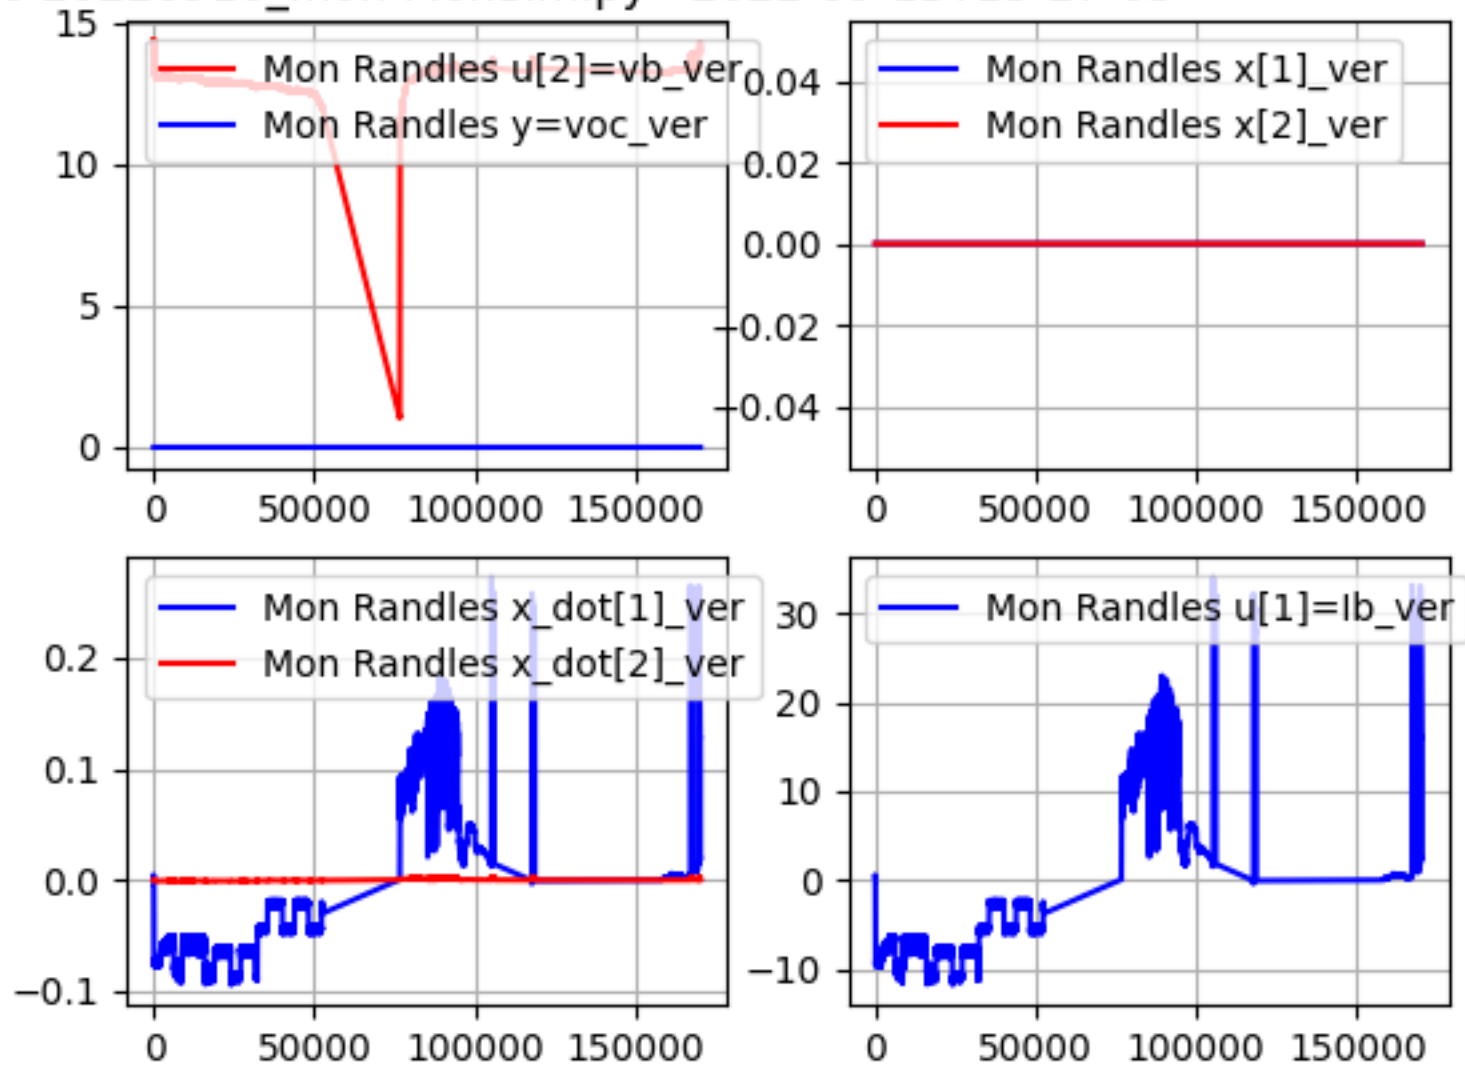 15
10
5
0
Mon Randles u[2]=vb_ver
Mon Randles y=voc_ver
0 50000 100000 150000
0.04
0.02
0.00
−0.02
−0.04
Mon Randles x[1]_ver
Mon Randles x[2]_ver
0 50000 100000 150000
0.2
0.1
0.0
−0.1
Mon Randles x_dot[1]_ver
Mon Randles x_dot[2]_ver
0 50000 100000 150000
30
20
10
0
−10
Mon Randles u[1]=Ib_ver
0 50000 100000 150000